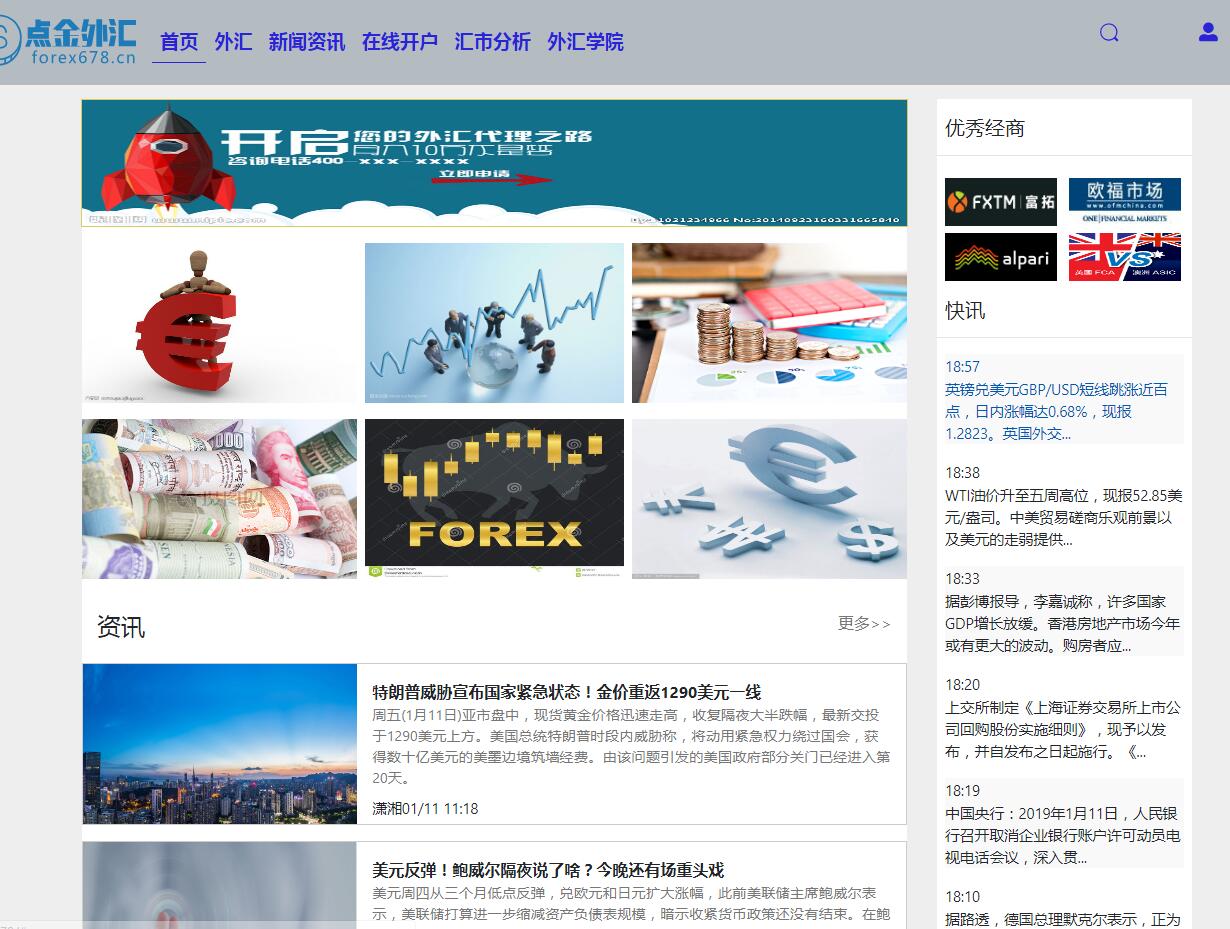 点金外汇
forex678.cn
首页 外汇 新闻资讯 在线开户 汇市分析 外汇学院
开启您的外汇代理之路
月入10万不是梦
咨询电话400-xxx-xxxx
立即申请
No:20140923160331665840
优秀经商
FXTM 富拓
欧福市场
www.ofmchina.com
ONE FINANCIAL MARKETS
alpari
VS
英国 FCA 澳洲 ASIC
FOREX
快讯
18:57
英镑兑美元GBP/USD短线跳涨近百
点，日内涨幅达0.68%，现报
1.2823。英国外交...
18:38
WTI油价升至五周高位，现报52.85美
元/盎司。中美贸易磋商乐观前景以
及美元的走弱提供...
18:33
据彭博报导，李嘉诚称，许多国家
GDP增长放缓。香港房地产市场今年
或有更大的波动。购房者应...
18:20
上交所制定《上海证券交易所上市公
司回购股份实施细则》，现予以发
布，并自发布之日起施行。《...
18:19
中国央行：2019年1月11日，人民银
行召开取消企业银行账户许可动员电
视电话会议，深入贯...
18:10
据路透，德国总理默克尔表示，正为
资讯
更多>>
特朗普威胁宣布国家紧急状态！金价重返1290美元一线
周五(1月11日)亚市盘中，现货黄金价格迅速走高，收复隔夜大半跌幅，最新交投
于1290美元上方。美国总统特朗普时段内威胁称，将动用紧急权力绕过国会，获
得数十亿美元的美墨边境筑墙经费。由该问题引发的美国政府部分关门已经进入第
20天。
潇湘01/11 11:18
美元反弹！鲍威尔隔夜说了啥？今晚还有场重头戏
美元周四从三个月低点反弹，兑欧元和日元扩大涨幅，此前美联储主席鲍威尔表
示，美联储打算进一步缩减资产负债表规模，暗示收紧货币政策还没有结束。在鲍